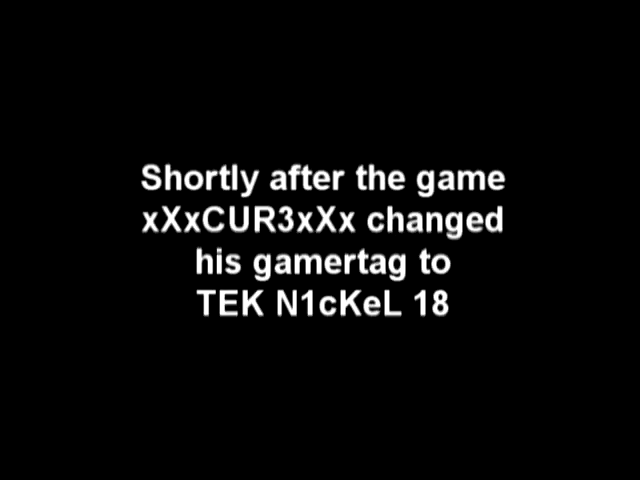 Shortly after the game
xXxCUR3xXx changed
his gamertag to
TEK N1cKeL 18